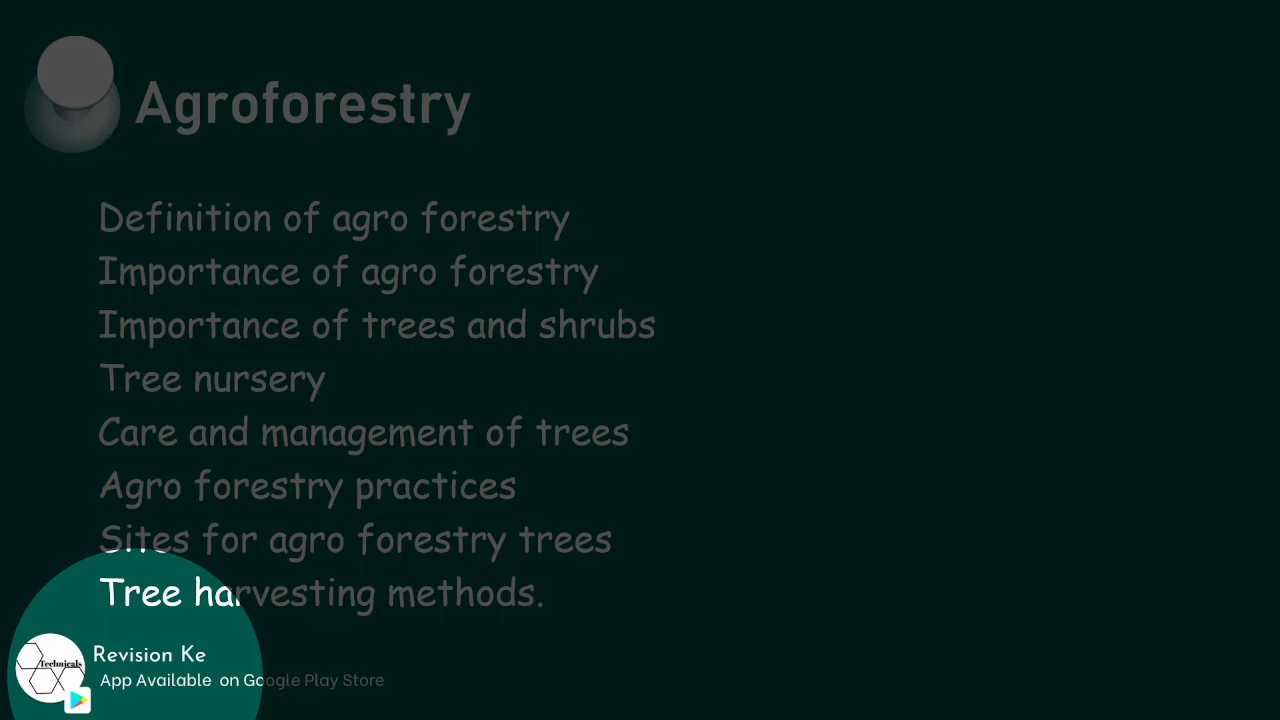 Agroforestry
Definition of agro forestry
Importance of agro forestry
Importance of trees and shrubs
Tree nursery
Care and management of trees
Agro forestry practices
Sites for agro forestry trees
Tree harvesting methods.
Technicals
Revision Ke
App Available on Google Play Store